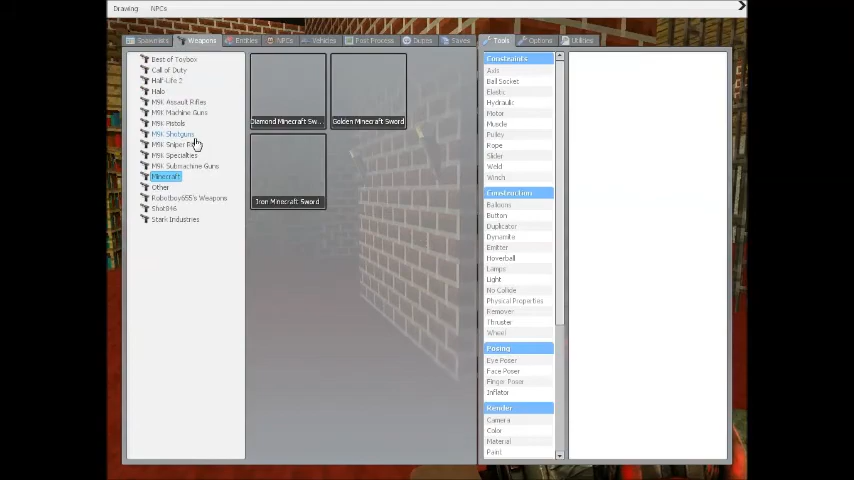 Drawing NPCs
Spawnlists Weapons Entities NPCs Vehicles Post Process Dupes Saves
Tools Options Utilities
Best of Toybox
Call of Duty
Half-Life 2
Halo
M9K Assault Rifles
M9K Machine Guns
M9K Pistols
M9K Shotguns
M9K Sniper
M9K Specialties
M9K Submachine Guns
Minecraft
Other
Robotboy655's Weapons
Shot846
Stark Industries
Diamond Minecraft Sw...
Golden Minecraft Sword
Iron Minecraft Sword
Constraints
Axis
Ball Socket
Elastic
Hydraulic
Motor
Muscle
Pulley
Rope
Slider
Weld
Winch
Construction
Balloons
Button
Duplicator
Dynamite
Emitter
Hoverball
Lamps
Light
No Collide
Physical Properties
Remover
Thruster
Wheel
Posing
Eye Poser
Face Poser
Finger Poser
Inflator
Render
Camera
Color
Material
Paint